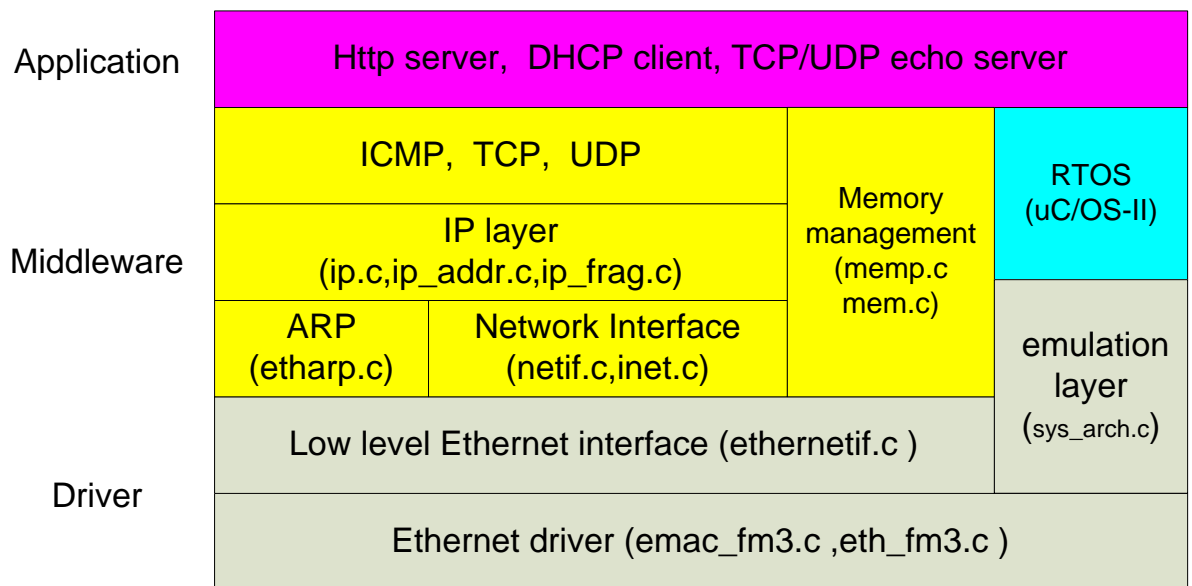 Application
Http server, DHCP client, TCP/UDP echo server
Middleware
ICMP, TCP, UDP
IP layer
(ip.c,ip_addr.c,ip_frag.c)
ARP
(etharp.c)
Network Interface
(netif.c,inet.c)
Memory
management
(memp.c
mem.c)
RTOS
(uC/OS-II)
emulation
layer
(sys_arch.c)
Driver
Low level Ethernet interface (ethernetif.c )
Ethernet driver (emac_fm3.c ,eth_fm3.c )